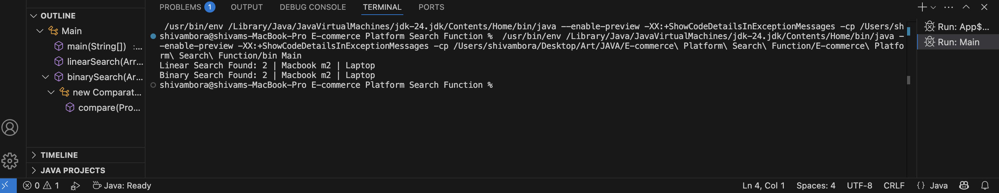 PROBLEMS 1 OUTPUT DEBUG CONSOLE TERMINAL PORTS
OUTLINE
Main
main(String[]) :...
linearSearch(Arr...
binarySearch(Ar...
new Comparat...
compare(Pro...
TIMELINE
JAVA PROJECTS
/usr/bin/env /Library/Java/JavaVirtualMachines/jdk-24.jdk/Contents/Home/bin/java --enable-preview -XX:+ShowCodeDetailsInExceptionMessages -cp /Users/sh
shivambora@shivams-MacBook-Pro E-commerce Platform Search Function %  /usr/bin/env /Library/Java/JavaVirtualMachines/jdk-24.jdk/Contents/Home/bin/java -
-enable-preview -XX:+ShowCodeDetailsInExceptionMessages -cp /Users/shivambora/Desktop/Art/JAVA/E-commerce\ Platform\ Search\ Function/E-commerce\ Platfo
rm\ Search\ Function/bin Main
Linear Search Found: 2 | Macbook m2 | Laptop
Binary Search Found: 2 | Macbook m2 | Laptop
shivambora@shivams-MacBook-Pro E-commerce Platform Search Function %
Run: App$...
Run: Main
0 1 Java: Ready
Ln 4, Col 1 Spaces: 4 UTF-8 CRLF {} Java